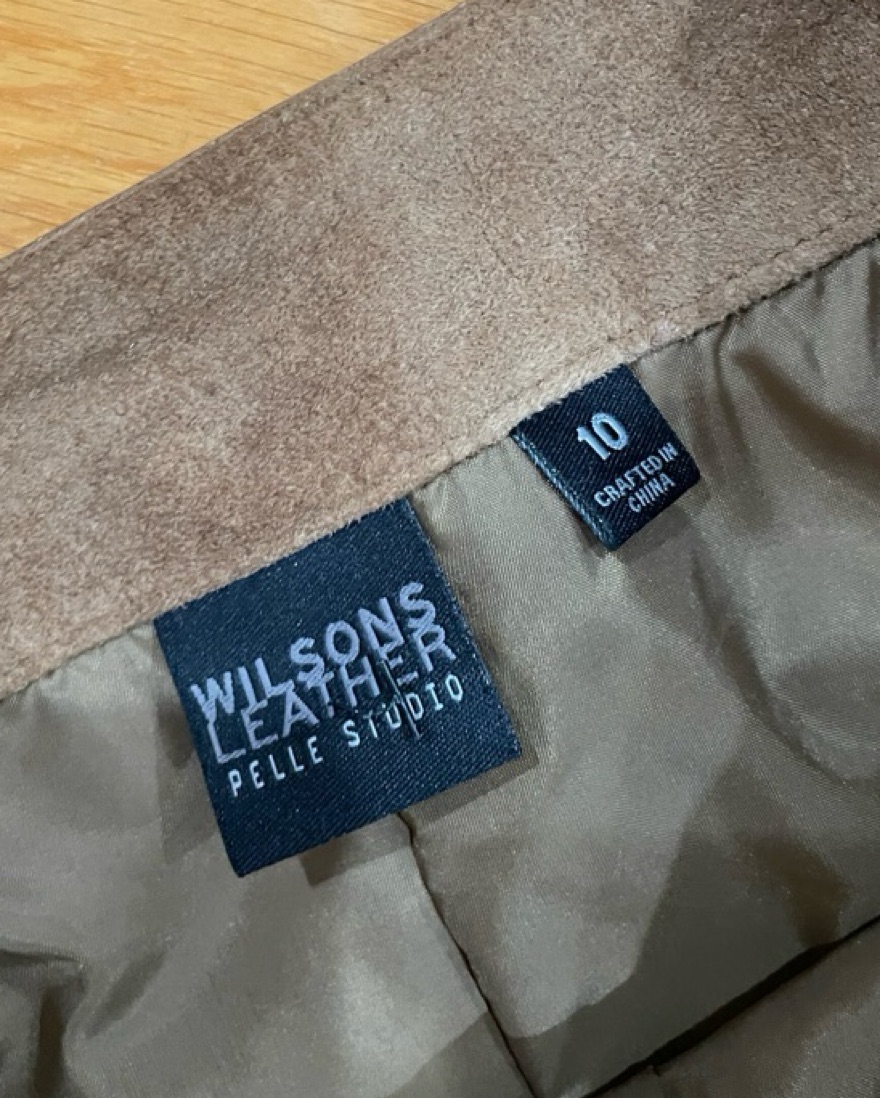 WILSONS
LEATHER
PELLE STUDIO
10
CRAFTED IN
CHINA